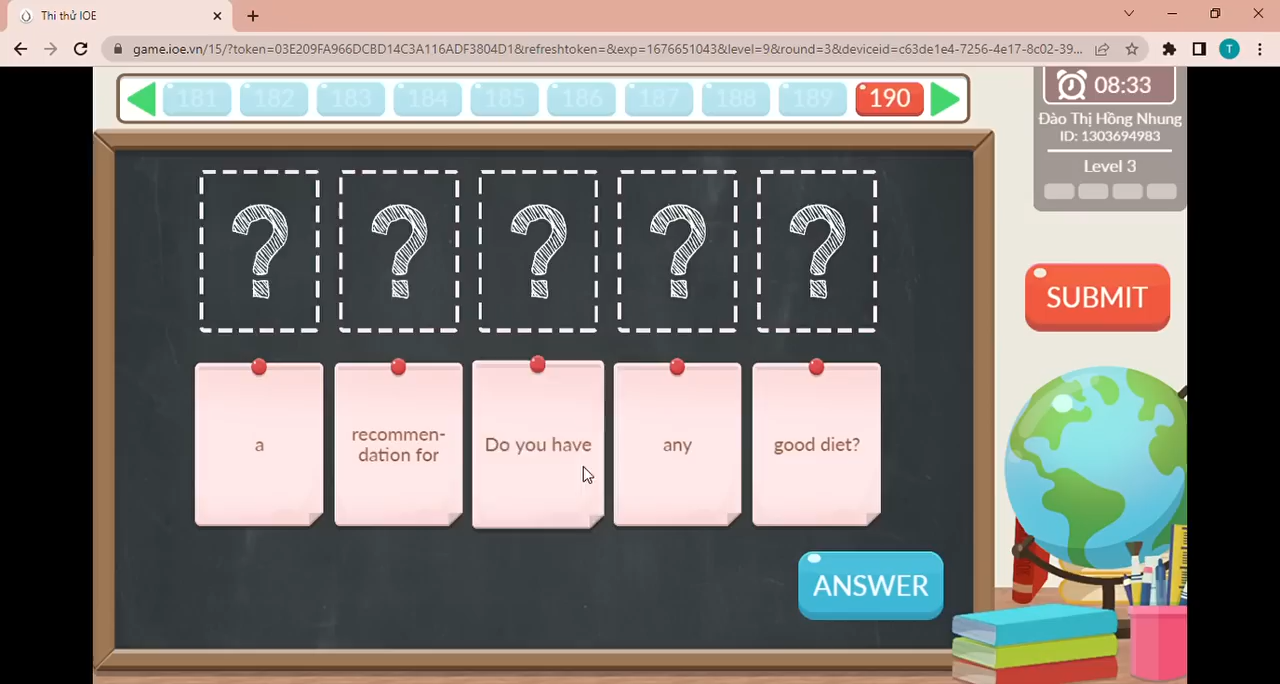 Thi thử IOE
game.ioe.vn/15/?token=03E209FA966DCBD14C3A116ADF3804D1&refreshtoken=&exp=1676651043&level=9&round=3&deviceid=c63de1e4-7256-4e17-8c02-39...
T
181 182 183 184 185 186 187 188 189 190
08:33
Đào Thị Hồng Nhung
ID: 1303694983
Level 3
? ? ? ? ?
SUBMIT
a
recommen-
dation for
Do you have
any
good diet?
ANSWER